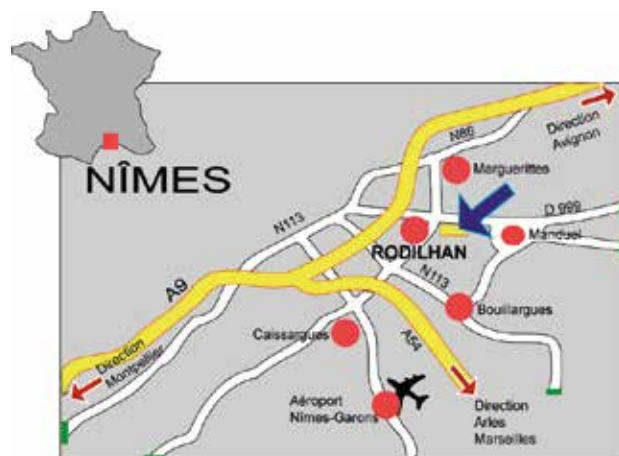 NÎMES
N86
Direction
Avignon
Marguerittes
N113
D 999
RODILHAN
Manduel
A9
N113
Bouillargues
Direction
Montpellier
Caissargues
A54
Aéroport
Nimes-Garons
Direction
Arles
Marseilles